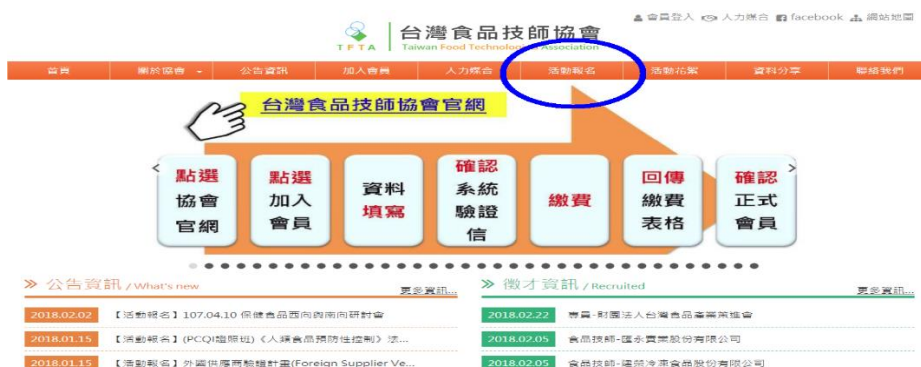 會員登入 人力媒合 facebook 網站地圖
TFTA
台灣食品技師協會
Taiwan Food Technologist Association
首頁 關於協會 公告資訊 加入會員 人力媒合 活動報名 活動花絮 資料分享 聯絡我們
台灣食品技師協會官網
點選協會官網
點選加入會員
資料填寫
確認系統驗證信
繳費
回傳繳費表格
確認正式會員
公告資訊 / What's new
更多資訊...
2018.02.02 【活動報名】107.04.10 保健食品西向與南向研討會
2018.01.15 【活動報名】(PCQI證照班)《人類食品預防性控制》法...
2018.01.15 【活動報名】外國供應商驗證計畫(Foreign Supplier Ve...
徵才資訊 / Recruited
更多資訊...
2018.02.22 專員-財團法人台灣食品產業策進會
2018.02.05 食品技師-匯永實業股份有限公司
2018.02.05 食品技師-建榮冷凍食品股份有限公司